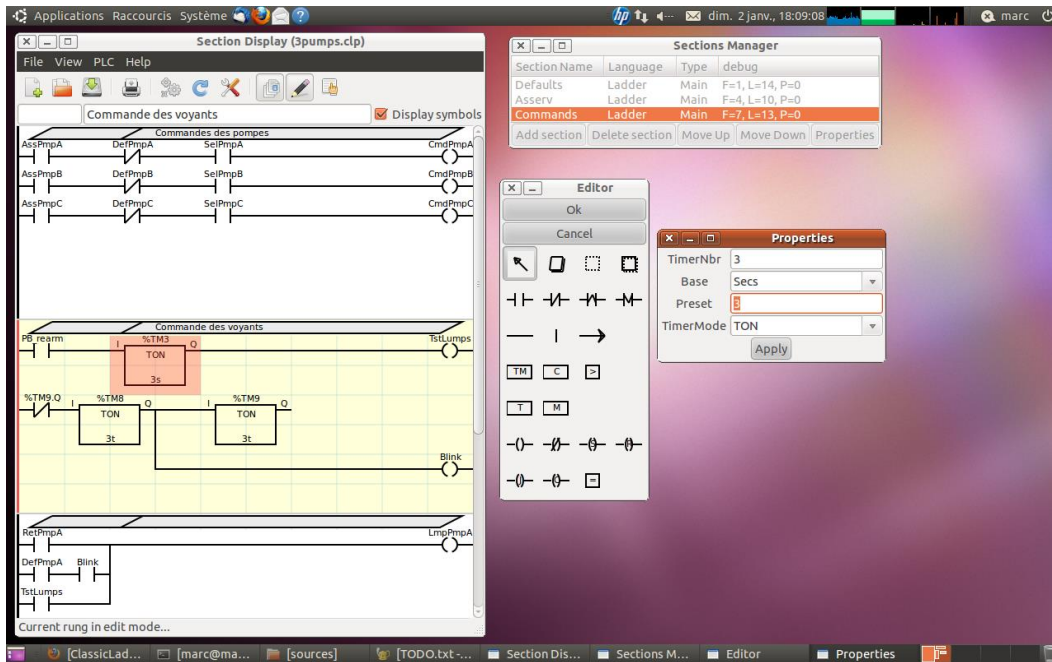 Applications Raccourcis Système
dim. 2 janv., 18:09:08
marc
Section Display (3pumps.clp)
File View PLC Help
Commande des voyants
Display symbols
Commandes des pompes
AssPmpA DefPmpA SelPmpA CmdPmpA
AssPmpB DefPmpB SelPmpB CmdPmpB
AssPmpC DefPmpC SelPmpC CmdPmpC
Commande des voyants
PB_rearm I %TM3 Q TstLumps
TON
3s
%TM9.Q I %TM8 Q I %TM9 Q
TON TON
3t 3t
Blink
RetPmpA LmpPmpA
DefPmpA Blink
TstLumps
Current rung in edit mode...
Sections Manager
Section Name Language Type debug
Defaults Ladder Main F=1, L=14, P=0
Asserv Ladder Main F=4, L=10, P=0
Commands Ladder Main F=7, L=13, P=0
Add section Delete section Move Up Move Down Properties
Editor
Ok
Cancel
TM C >
T M
=
Properties
TimerNbr 3
Base Secs
Preset 3
TimerMode TON
Apply
[ClassicLad... [marc@ma... [sources] [TODO.txt -... Section Dis... Sections M... Editor Properties